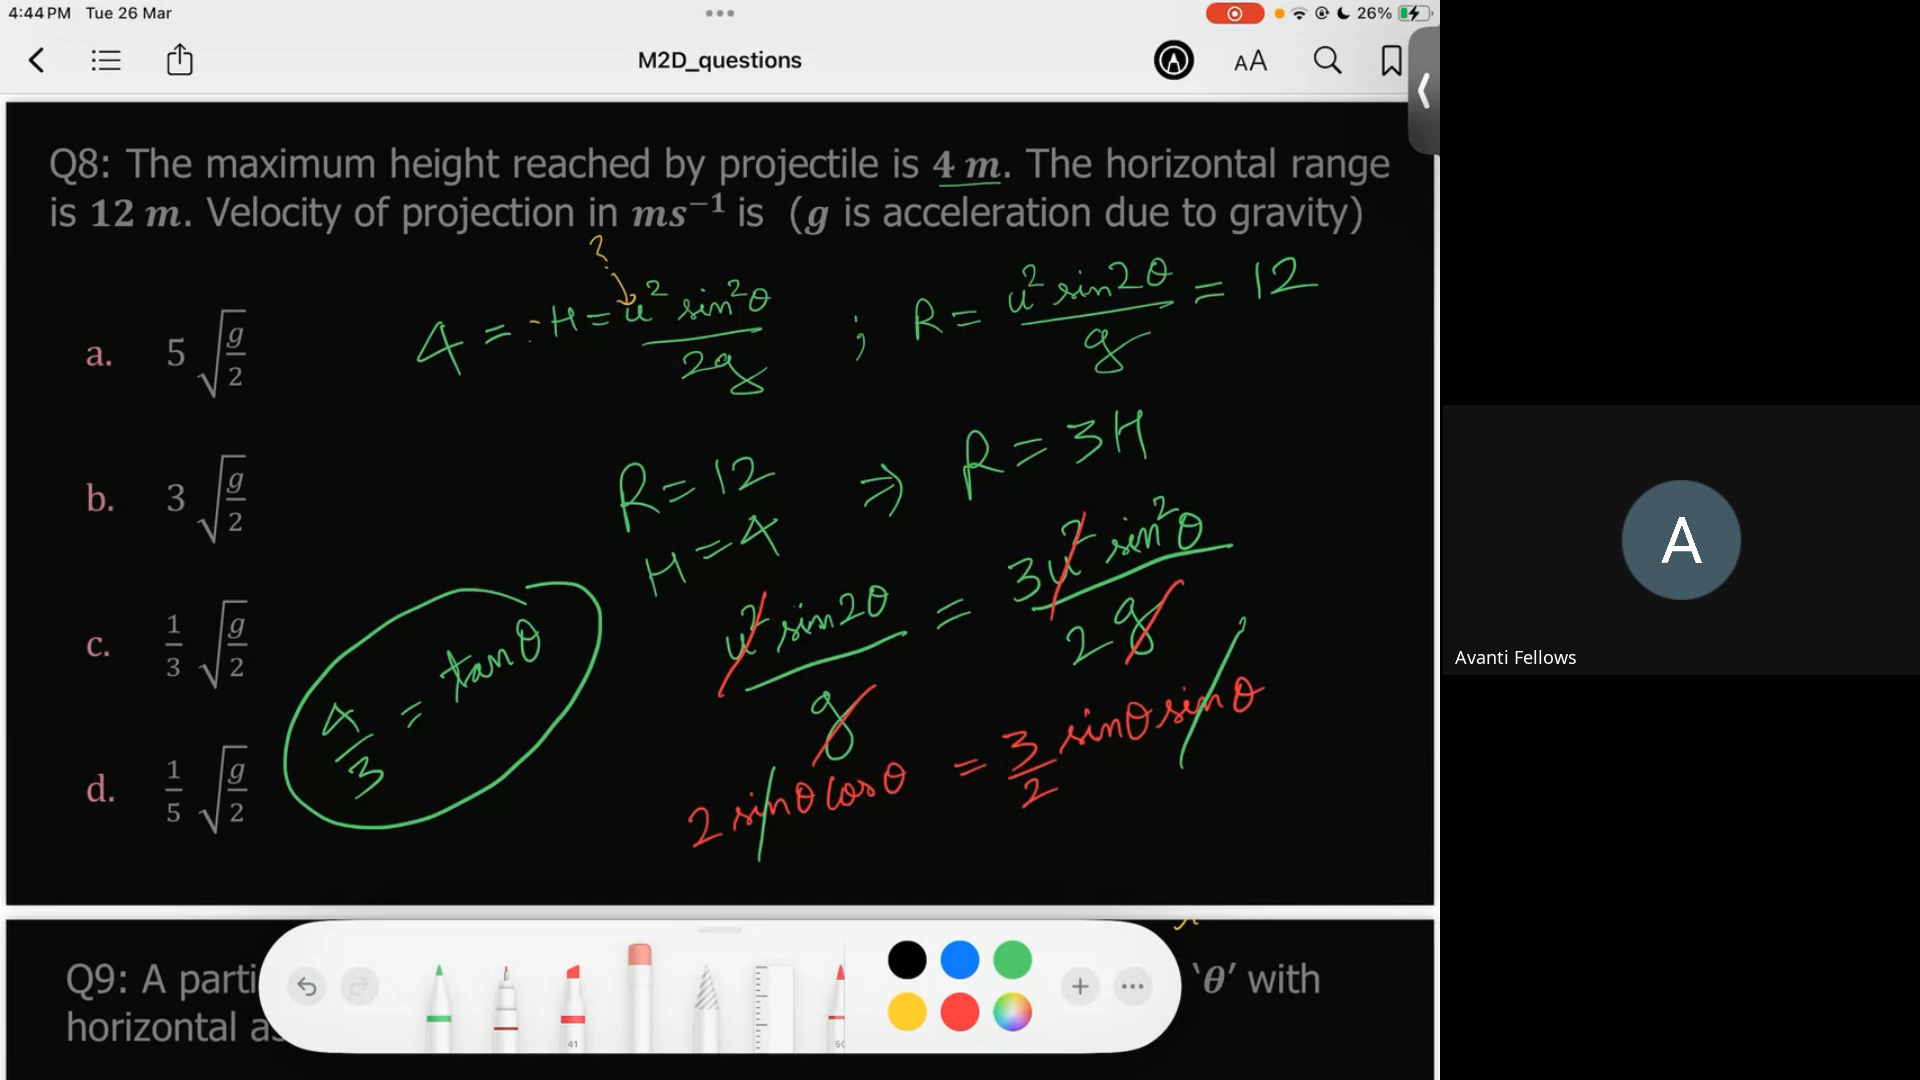 4:44 PM Tue 26 Mar
26%
M2D_questions
AA
Q8: The maximum height reached by projectile is 4 m. The horizontal range
is 12 m. Velocity of projection in ms⁻¹ is (g is acceleration due to gravity)
?
4 = H = u² sin²θ / 2g ; R = u² sin2θ / g = 12
a. 5 √(g/2)
R = 12 ⇒ R = 3H
H = 4
b. 3 √(g/2)
u² sin2θ / g = 3u² sin²θ / 2g
c. 1/3 √(g/2)
4/3 = tanθ
2 sinθ cosθ = 3/2 sinθ sinθ
d. 1/5 √(g/2)
A
Avanti Fellows
Q9: A parti
‘θ’ with
horizontal as
41
50